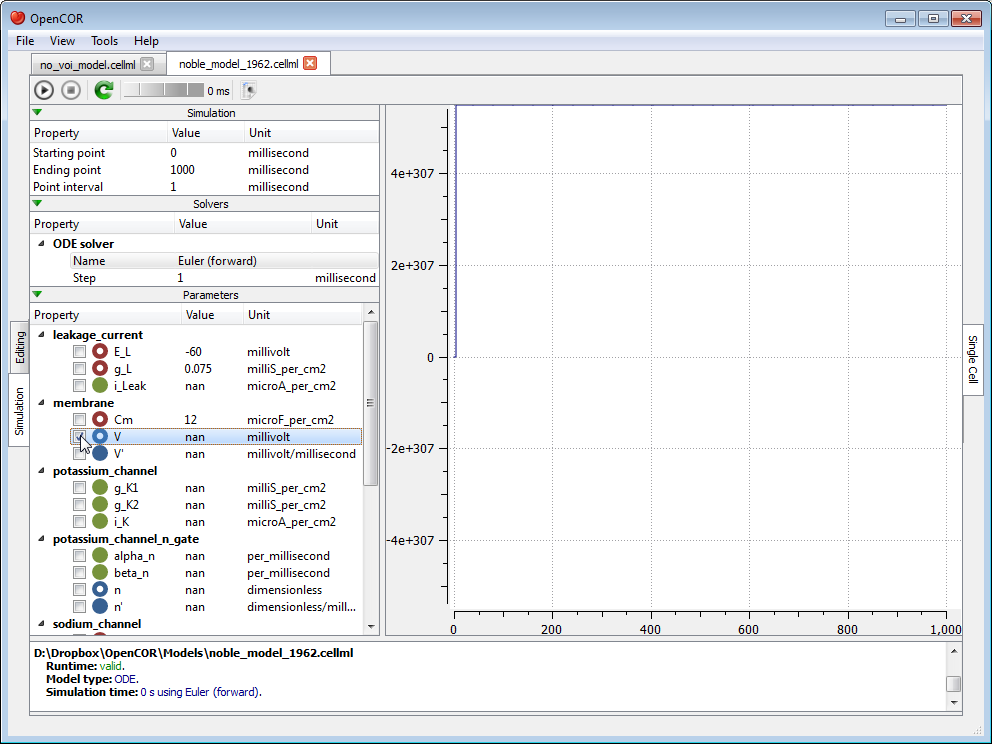 OpenCOR
File View Tools Help
no_voi_model.cellml noble_model_1962.cellml
0 ms
Simulation
Property Value Unit
Starting point 0 millisecond
Ending point 1000 millisecond
Point interval 1 millisecond
Solvers
Property Value Unit
ODE solver
Name Euler (forward)
Step 1 millisecond
Parameters
Property Value Unit
leakage_current
E_L -60 millivolt
g_L 0.075 milliS_per_cm2
i_Leak nan microA_per_cm2
membrane
Cm 12 microF_per_cm2
V nan millivolt
V' nan millivolt/millisecond
potassium_channel
g_K1 nan milliS_per_cm2
g_K2 nan milliS_per_cm2
i_K nan microA_per_cm2
potassium_channel_n_gate
alpha_n nan per_millisecond
beta_n nan per_millisecond
n nan dimensionless
n' nan dimensionless/mill...
sodium_channel
Editing
Simulation
4e+307
2e+307
0
-2e+307
-4e+307
0 200 400 600 800 1,000
Single Cell
D:\Dropbox\OpenCOR\Models\noble_model_1962.cellml
Runtime: valid.
Model type: ODE.
Simulation time: 0 s using Euler (forward).